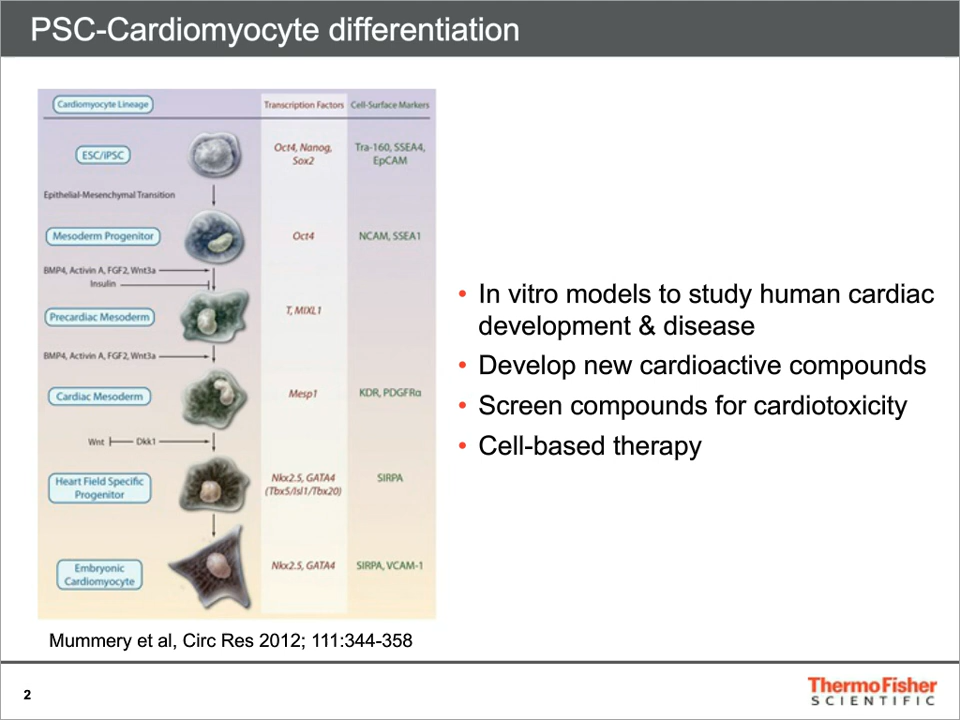 PSC-Cardiomyocyte differentiation
Cardiomyocyte Lineage
Transcription Factors
Cell-Surface Markers
ESC/iPSC
Oct4, Nanog,
Sox2
Tra-160, SSEA4,
EpCAM
Epithelial-Mesenchymal Transition
Mesoderm Progenitor
Oct4
NCAM, SSEA1
BMP4, Activin A, FGF2, Wnt3a
Insulin
Precardiac Mesoderm
T, MIXL1
BMP4, Activin A, FGF2, Wnt3a
Cardiac Mesoderm
Mesp1
KDR, PDGFRα
Wnt
Dkk1
Heart Field Specific
Progenitor
Nkx2.5, GATA4
(Tbx5/Isl1/Tbx20)
SIRPA
Embryonic
Cardiomyocyte
Nkx2.5, GATA4
SIRPA, VCAM-1
Mummery et al, Circ Res 2012; 111:344-358
• In vitro models to study human cardiac
development & disease
• Develop new cardioactive compounds
• Screen compounds for cardiotoxicity
• Cell-based therapy
2
ThermoFisher
SCIENTIFIC